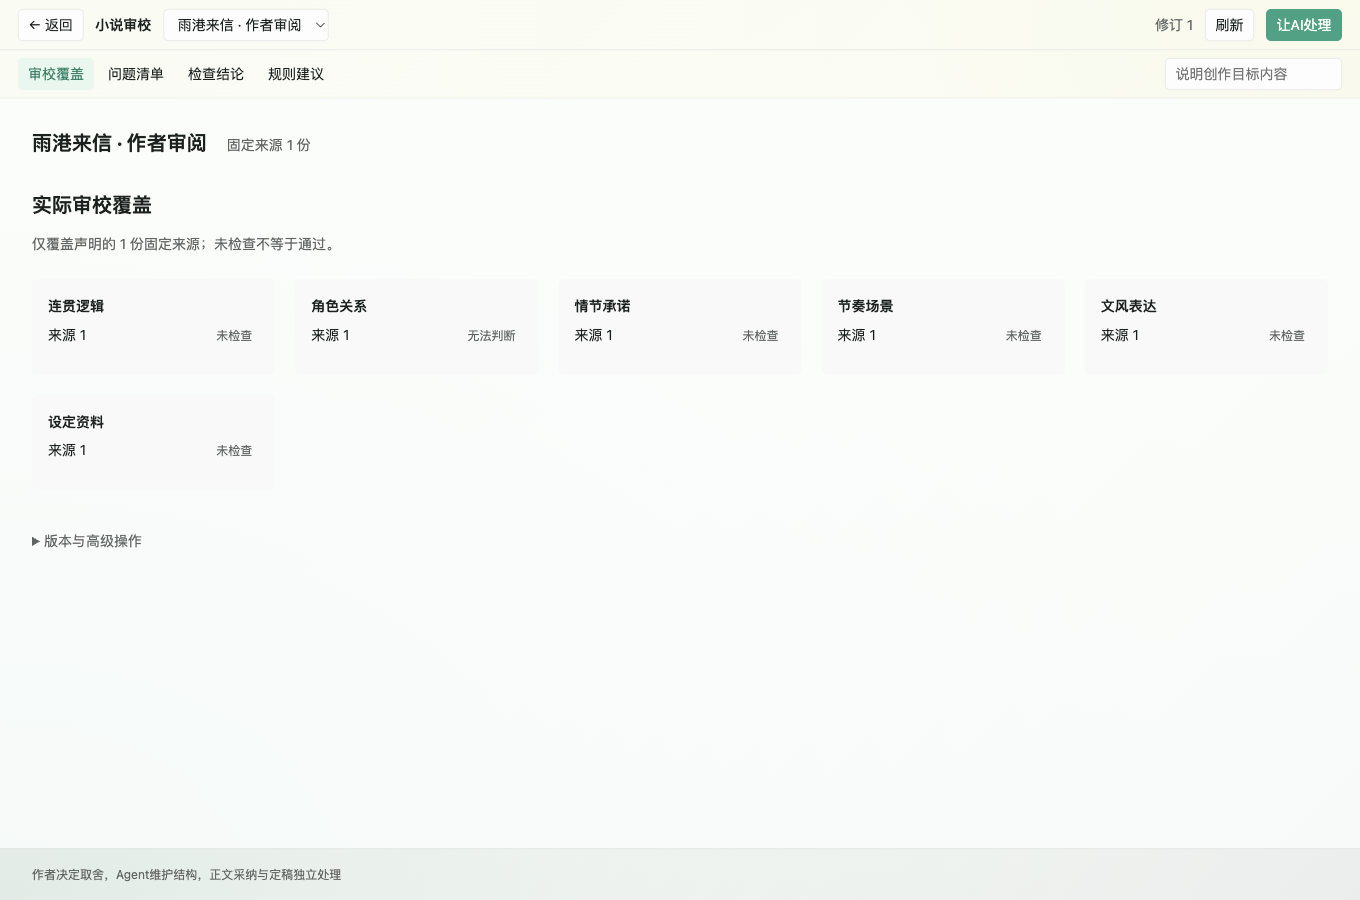 ← 返回 小说审校 雨港来信 · 作者审阅 修订 1 刷新 让AI处理
审校覆盖 问题清单 检查结论 规则建议 说明创作目标内容
雨港来信 · 作者审阅 固定来源 1 份
实际审校覆盖
仅覆盖声明的 1 份固定来源；未检查不等于通过。
连贯逻辑 角色关系 情节承诺 节奏场景 文风表达
来源 1 未检查 来源 1 无法判断 来源 1 未检查 来源 1 未检查 来源 1 未检查
设定资料
来源 1 未检查
▶ 版本与高级操作
作者决定取舍，Agent维护结构，正文采纳与定稿独立处理